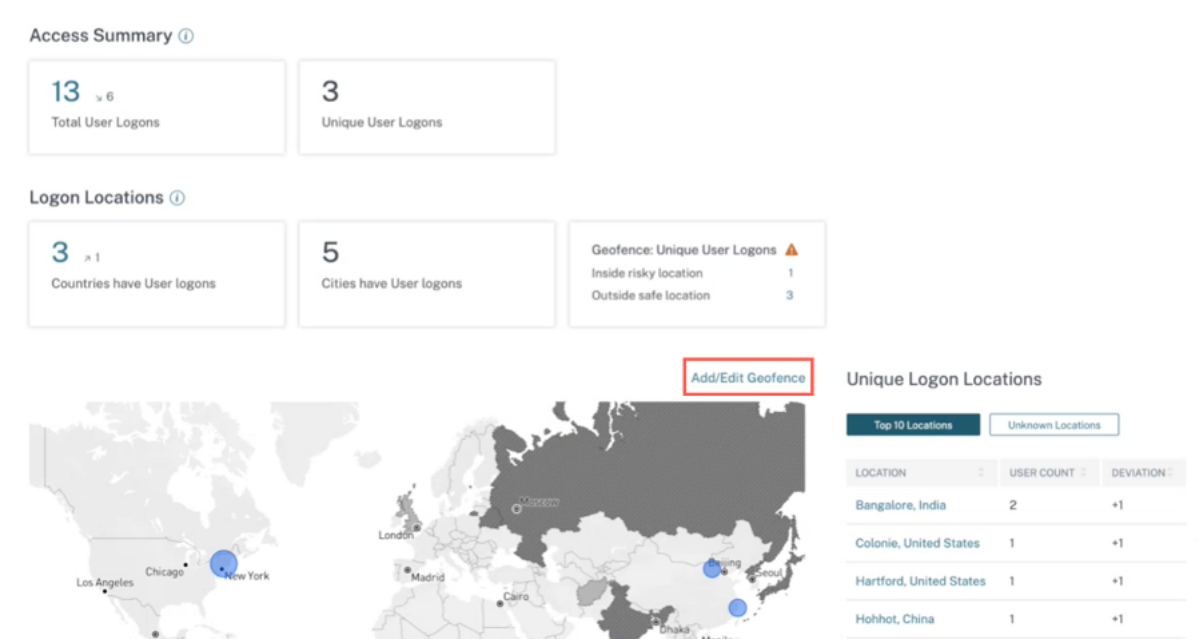 Access Summary
13 6
Total User Logons
3
Unique User Logons
Logon Locations
3 1
Countries have User logons
5
Cities have User logons
Geofence: Unique User Logons
Inside risky location 1
Outside safe location 3
Add/Edit Geofence
Moscow
London
Madrid
Cairo
Chicago
New York
Los Angeles
Beijing
Seoul
Dhaka
Unique Logon Locations
Top 10 Locations Unknown Locations
LOCATION USER COUNT DEVIATION
Bangalore, India 2 +1
Colonie, United States 1 +1
Hartford, United States 1 +1
Hohhot, China 1 +1